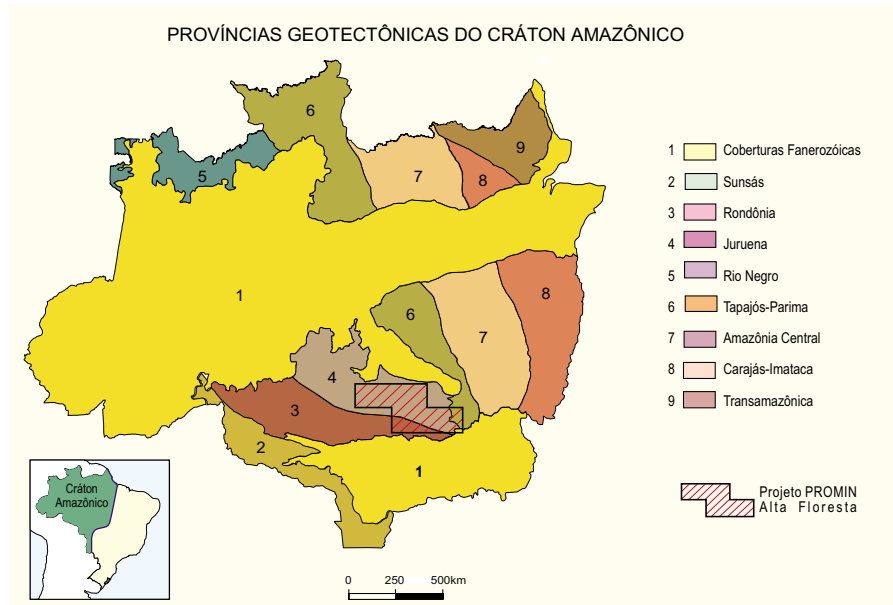 PROVÍNCIAS GEOTECTÔNICAS DO CRÁTON AMAZÔNICO
6
9
7
8
5
1
8
6
7
4
3
2
1
1 Coberturas Fanerozóicas
2 Sunsás
3 Rondônia
4 Juruena
5 Rio Negro
6 Tapajós-Parima
7 Amazônia Central
8 Carajás-Imataca
9 Transamazônica
Projeto PROMIN
Alta Floresta
Cráton
Amazônico
0 250 500km